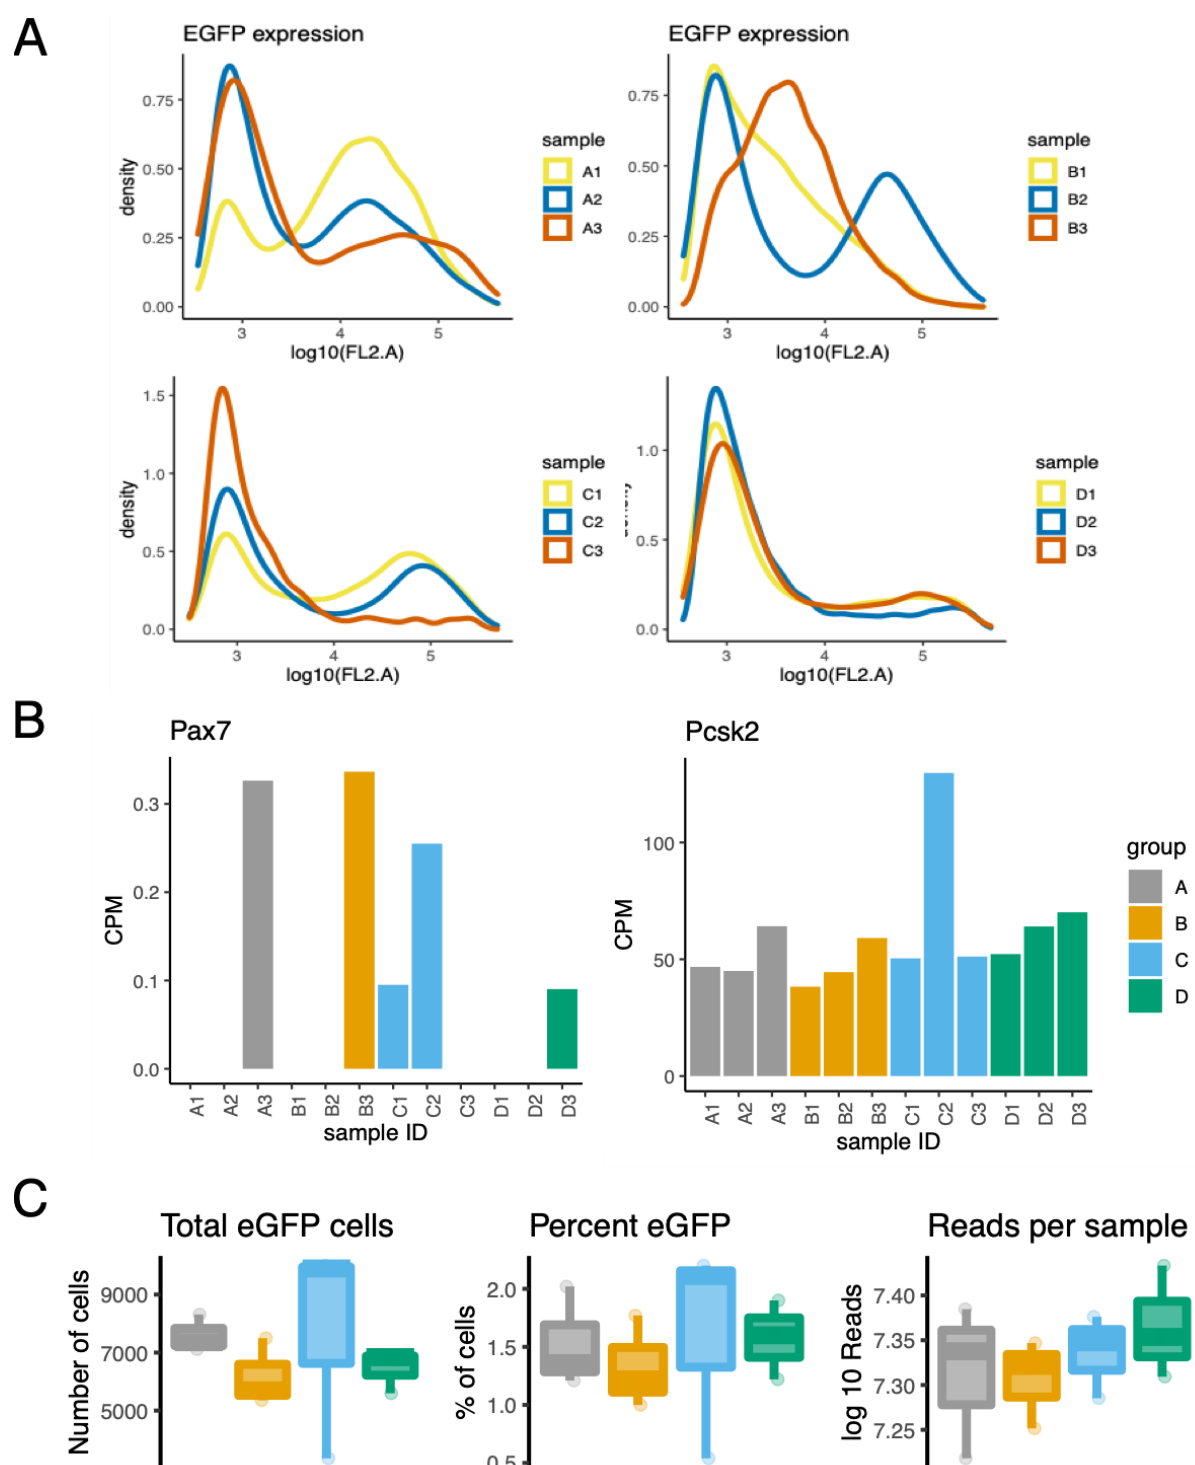 A
EGFP expression
density
0.75
0.50
0.25
0.00
3 4 5
log10(FL2.A)
sample
A1
A2
A3
EGFP expression
0.75
0.50
0.25
0.00
3 4 5
log10(FL2.A)
sample
B1
B2
B3
density
1.5
1.0
0.5
0.0
3 4 5
log10(FL2.A)
sample
C1
C2
C3
1.0
0.5
0.0
3 4 5
log10(FL2.A)
sample
D1
D2
D3
B
Pax7
CPM
0.3
0.2
0.1
0.0
A1 A2 A3 B1 B2 B3 C1 C2 C3 D1 D2 D3
sample ID
Pcsk2
CPM
100
50
0
A1 A2 A3 B1 B2 B3 C1 C2 C3 D1 D2 D3
sample ID
group
A
B
C
D
C
Total eGFP cells
Number of cells
9000
7000
5000
Percent eGFP
% of cells
2.0
1.5
1.0
0.5
Reads per sample
log 10 Reads
7.40
7.35
7.30
7.25